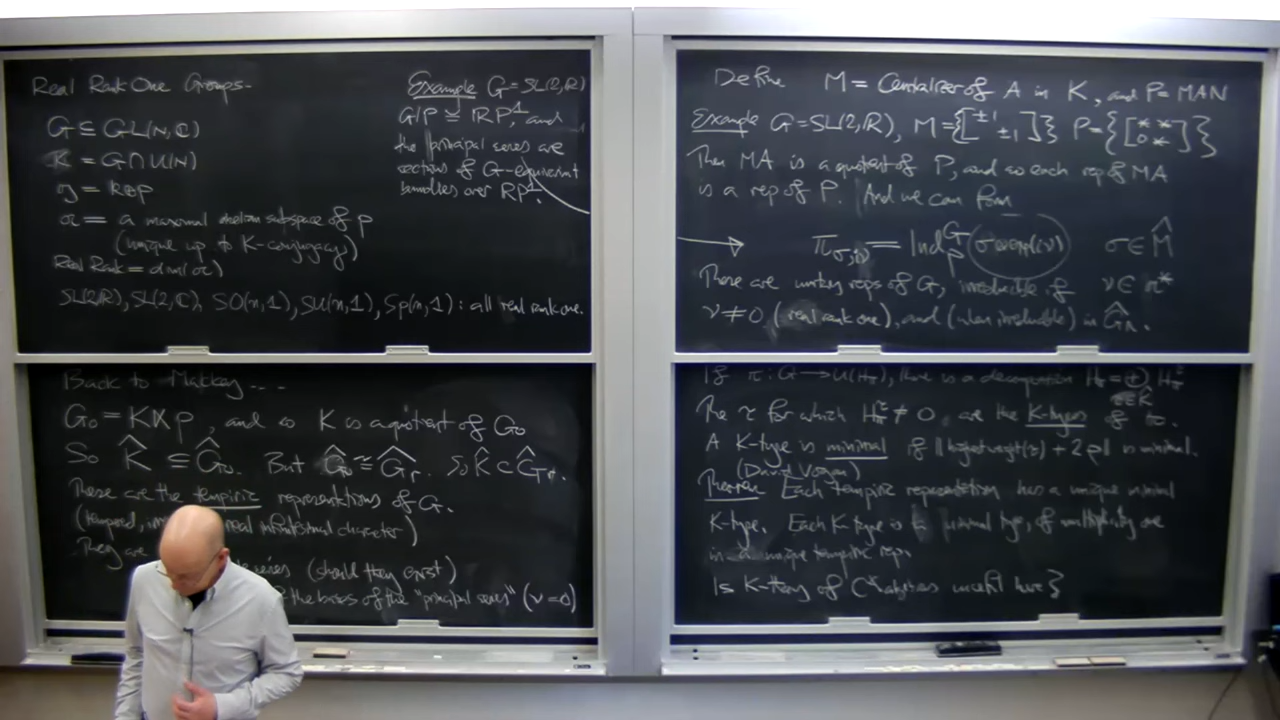 Real Rank One Groups-
G ⊆ GL(N, ℂ)
K = G ∩ U(N)
𝔤 = 𝔨⊕𝔭
𝔞 = a maximal abelian subspace of 𝔭
(unique up to K-conjugacy)
Real Rank = dim(𝔞)
SL(2,ℝ), SL(2,ℂ), SO(n,1), SU(n,1), Sp(n,1): all real rank one.
Example G = SL(2,ℝ)
G/P ≅ ℝP¹, and
the principal series are
sections of G-equivariant
bundles over ℝP¹.
Back to Mackey....
G₀ = K⋉𝔭, and so K is a quotient of G₀
So K̂ ⊆ Ĝ₀. But Ĝ₀ "≅" Ĝᵣ. So K̂ ⊂ Ĝᵣ.
These are the tempiric representations of G.
(tempered, real infinitesimal character)
They are
series (should they exist)
the bases of the "principal series" (ν=0)
Define M = Centralizer of A in K, and P = MAN
Example G = SL(2,ℝ), M = {[±1 ±1]} P = {[* * 0 *]}
Then MA is a quotient of P, and so each rep of MA
is a rep of P. And we can form
→ π_{σ,ν} = Ind_P^G (σ⊗exp(iν)) σ ∈ M̂
These are unitary reps of G, irreducible if ν ∈ 𝔞*
ν ≠ 0 (real rank one), and (when irreducible) in Ĝᵣ.
If π: G → U(H_π), there is a decomposition H_π = ⊕ H_π^τ
τ∈K̂
The τ for which H_π^τ ≠ 0 are the K-types of π.
A K-type is minimal if ‖highest weight(τ) + 2ρ‖ is minimal.
(David Vogan)
Theorem Each tempiric representation has a unique minimal
K-type. Each K-type is a minimal type, of multiplicity one
in a unique tempiric rep.
Is K-theory of C*-algebras useful here?